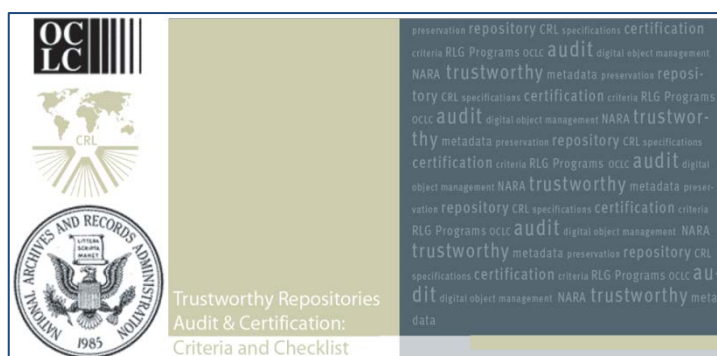 OC
LC
CRL
NATIONAL ARCHIVES AND RECORDS ADMINISTRATION
LITTERA
SCRIPTA
MANET
1985
Trustworthy Repositories
Audit & Certification:
Criteria and Checklist
preservation repository CRL specifications certification
criteria RLG Programs OCLC audit digital object management
NARA trustworthy metadata preservation reposi-
tory CRL specifications certification criteria RLG Programs
OCLC audit digital object management NARA trustwor-
thy metadata preservation repository CRL specifications
certification criteria RLG Programs OCLC audit digital
object management NARA trustworthy metadata preser-
vation repository CRL specifications certification criteria
RLG Programs OCLC audit digital object management NARA
trustworthy metadata preservation repository CRL
specifications certification criteria RLG Programs OCLC au
dit digital object management NARA trustworthy meta
data